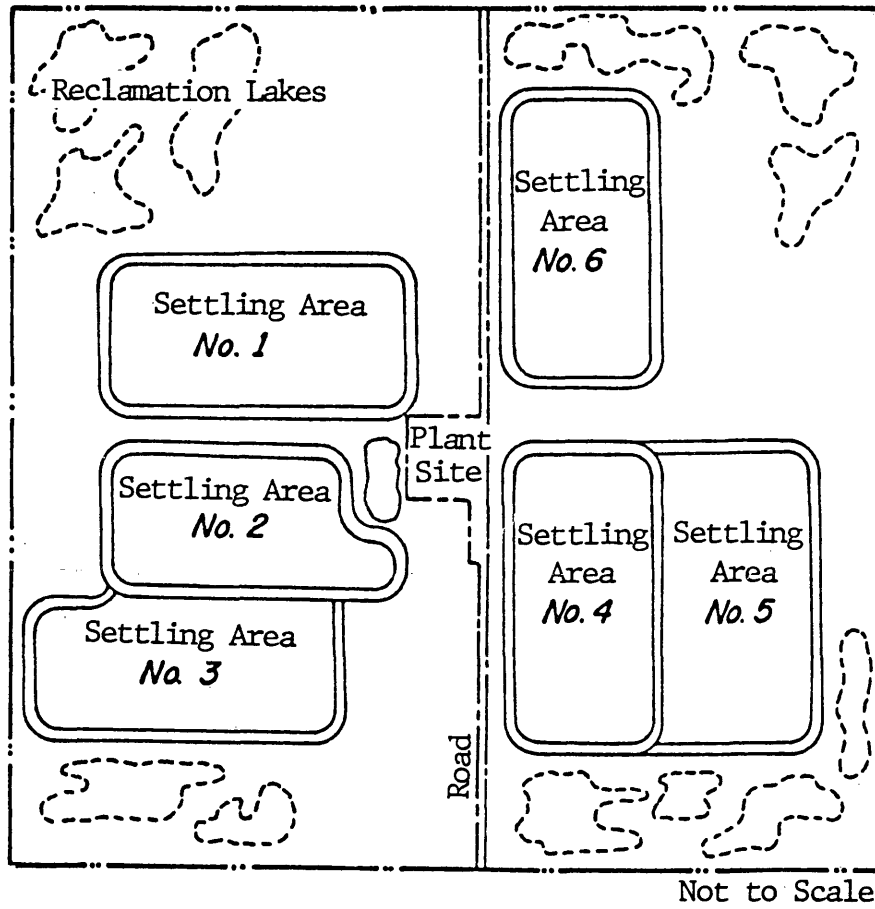 Reclamation Lakes
Settling
Area
No. 6
Settling Area
No. 1
Plant
Site
Settling Area
No. 2
Settling
Area
No. 4
Settling
Area
No. 5
Settling Area
No. 3
Road
Not to Scale